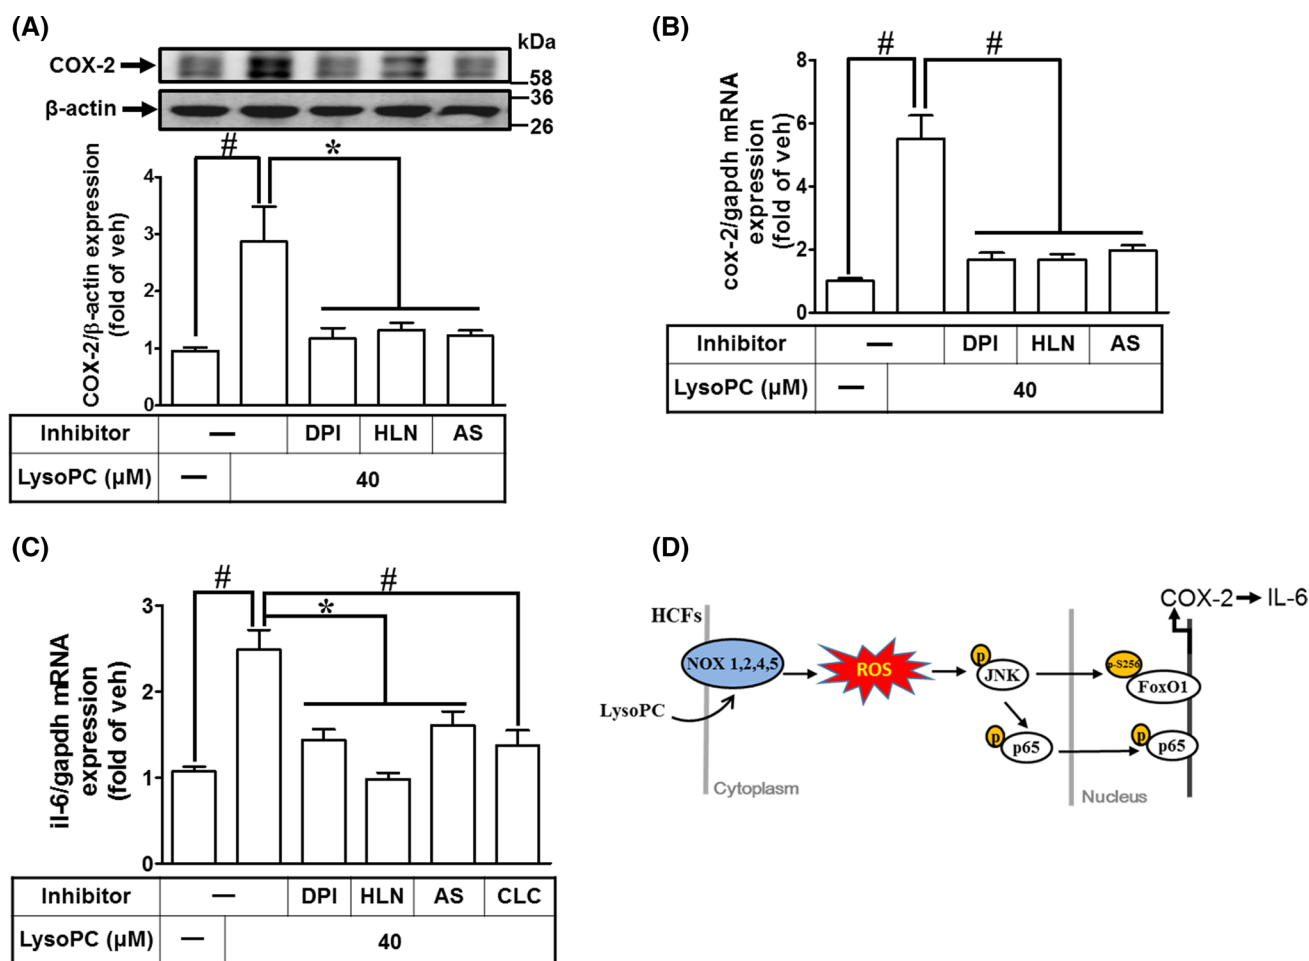 (A)
kDa
COX-2
58
β-actin
36
26
#
*
COX-2/β-actin expression
(fold of veh)
4
3
2
1
0
Inhibitor
—
DPI
HLN
AS
LysoPC (μM)
—
40
(B)
#
#
cox-2/gapdh mRNA
expression
(fold of veh)
8
6
4
2
0
Inhibitor
—
DPI
HLN
AS
LysoPC (μM)
—
40
(C)
#
#
*
il-6/gapdh mRNA
expression
(fold of veh)
3
2
1
0
Inhibitor
—
DPI
HLN
AS
CLC
LysoPC (μM)
—
40
(D)
COX-2
IL-6
HCFs
NOX 1,2,4,5
ROS
p
JNK
p-S256
FoxO1
LysoPC
p
p65
p
p65
Cytoplasm
Nucleus